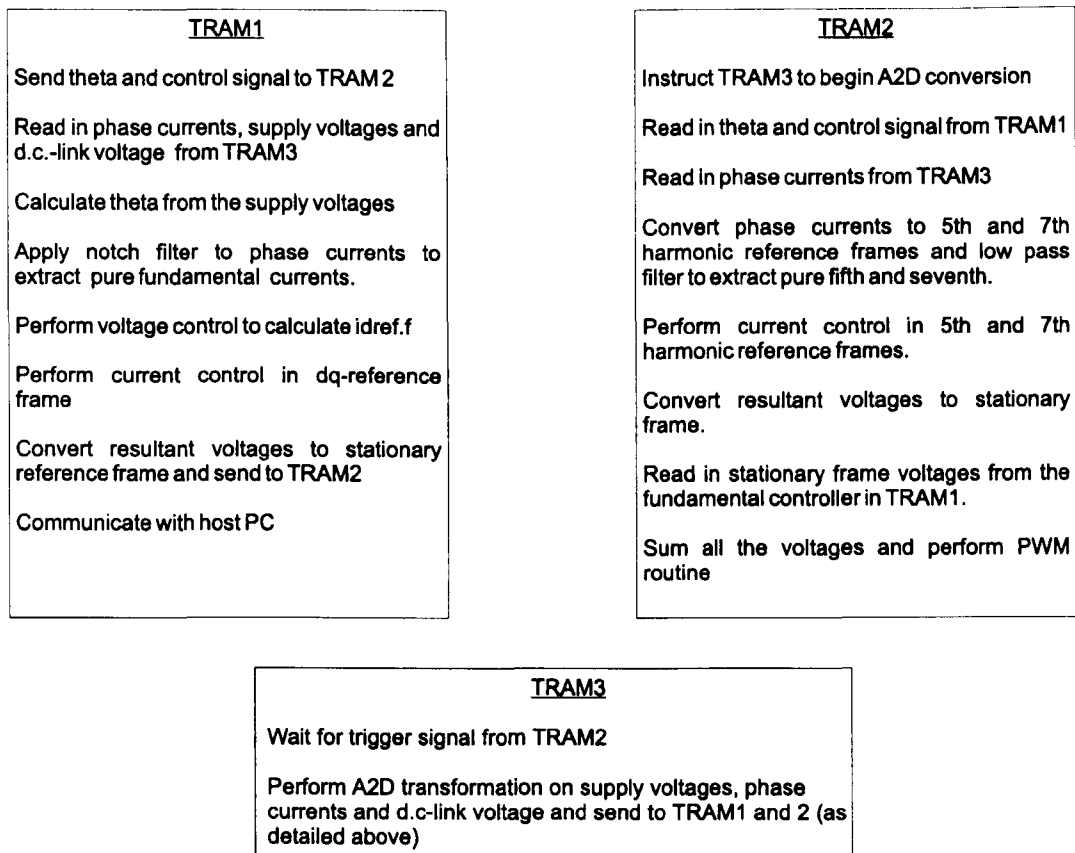 TRAM1
Send theta and control signal to TRAM 2
Read in phase currents, supply voltages and
d.c.-link voltage from TRAM3
Calculate theta from the supply voltages
Apply notch filter to phase currents to
extract pure fundamental currents.
Perform voltage control to calculate idref.f
Perform current control in dq-reference
frame
Convert resultant voltages to stationary
reference frame and send to TRAM2
Communicate with host PC
TRAM2
Instruct TRAM3 to begin A2D conversion
Read in theta and control signal from TRAM1
Read in phase currents from TRAM3
Convert phase currents to 5th and 7th
harmonic reference frames and low pass
filter to extract pure fifth and seventh.
Perform current control in 5th and 7th
harmonic reference frames.
Convert resultant voltages to stationary
frame.
Read in stationary frame voltages from the
fundamental controller in TRAM1.
Sum all the voltages and perform PWM
routine
TRAM3
Wait for trigger signal from TRAM2
Perform A2D transformation on supply voltages, phase
currents and d.c-link voltage and send to TRAM1 and 2 (as
detailed above)